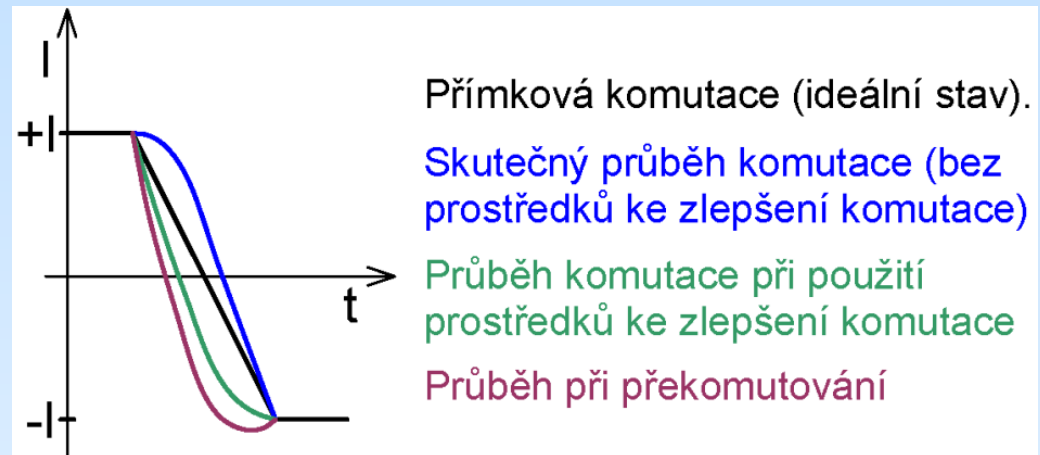 I
+I
t
-I
Přímková komutace (ideální stav).
Skutečný průběh komutace (bez
prostředků ke zlepšení komutace)
Průběh komutace při použití
prostředků ke zlepšení komutace
Průběh při překomutování